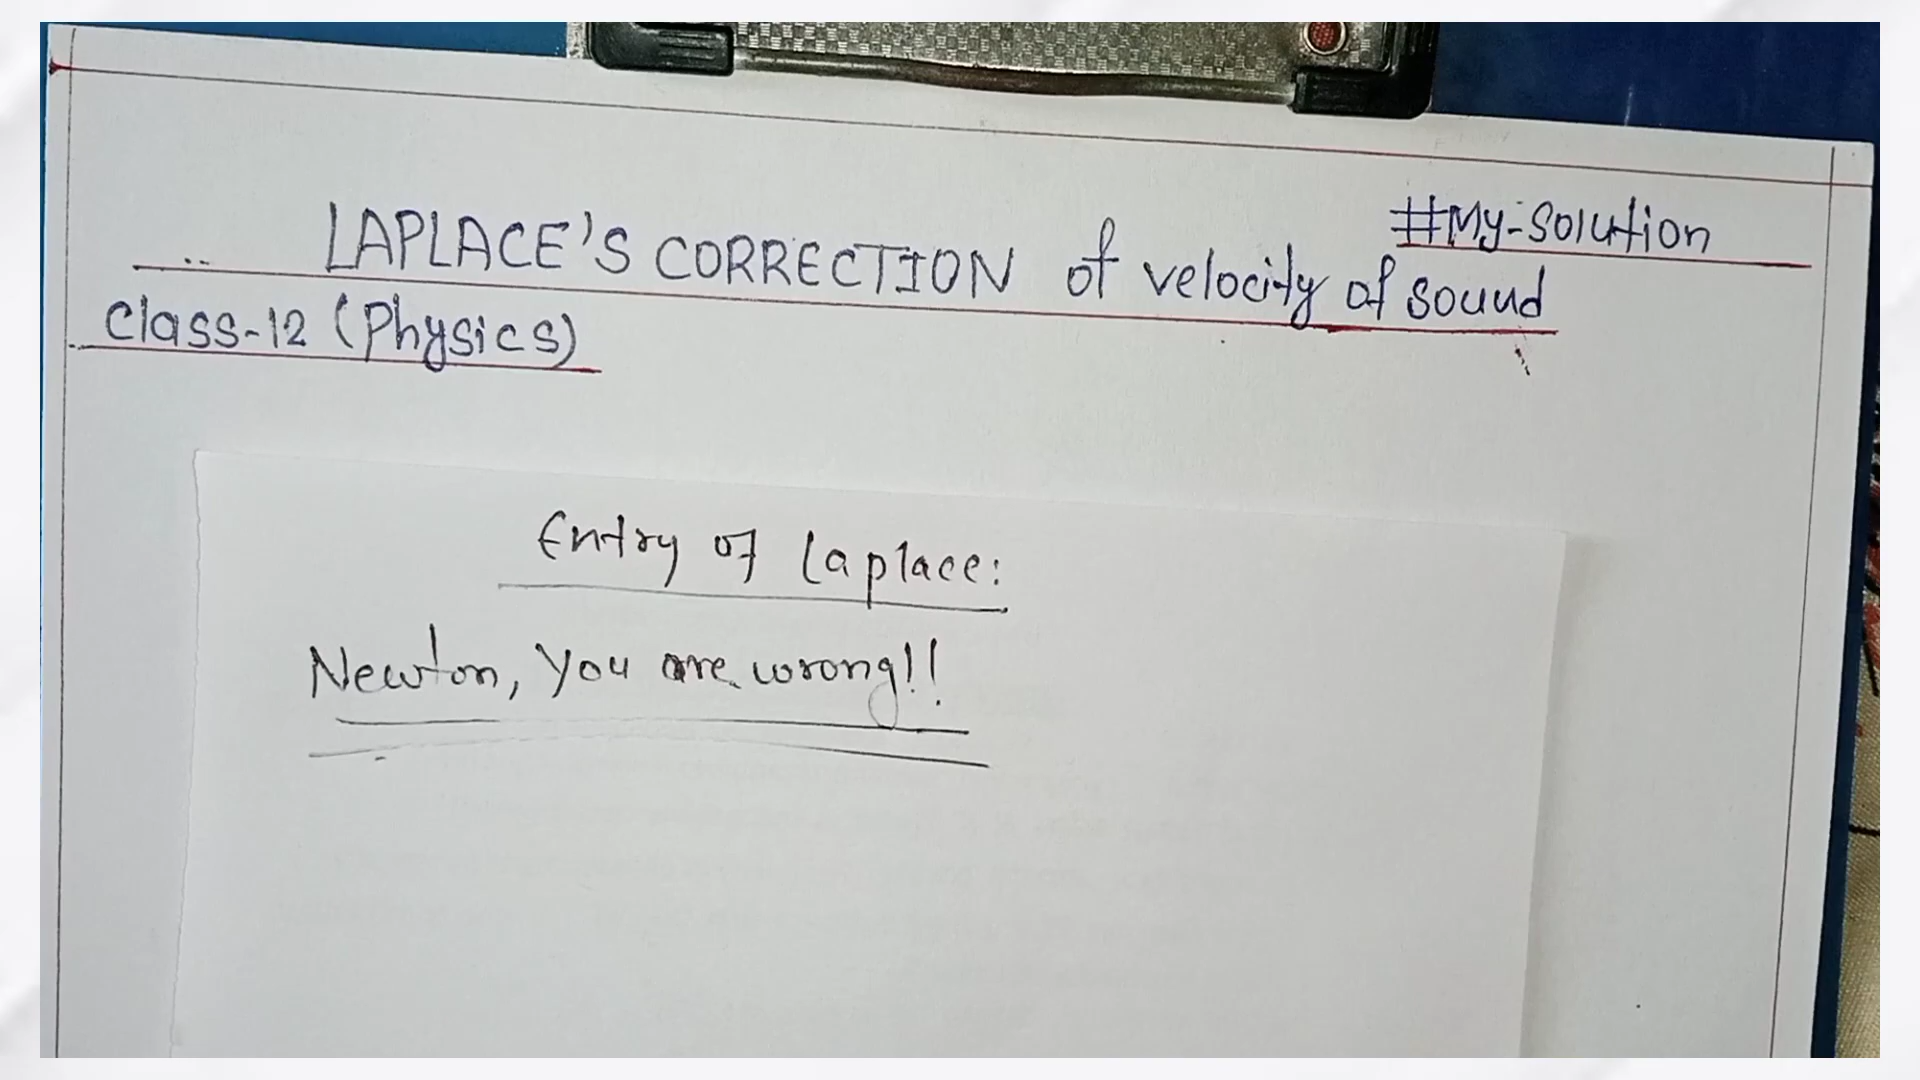 #My-Solution
LAPLACE'S CORRECTION of velocity of sound
class-12 (Physics)
Entry of Laplace:
Newton, You are wrong!!